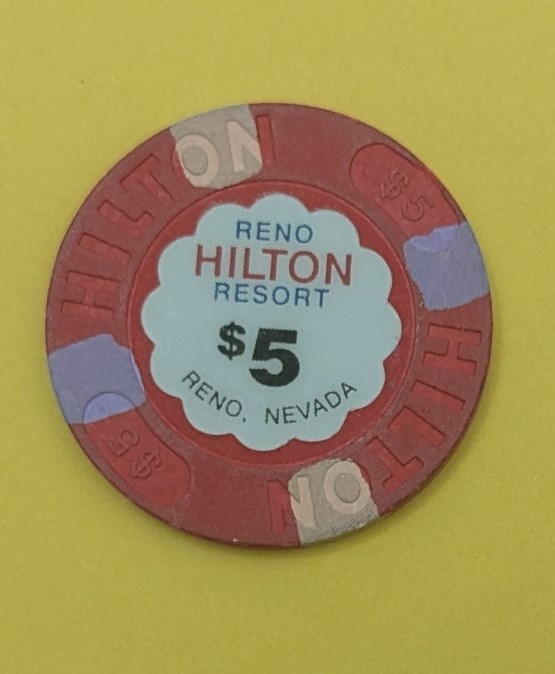 RENO
HILTON
RESORT
$5
RENO, NEVADA
HILTON
$5
HILTON
$5